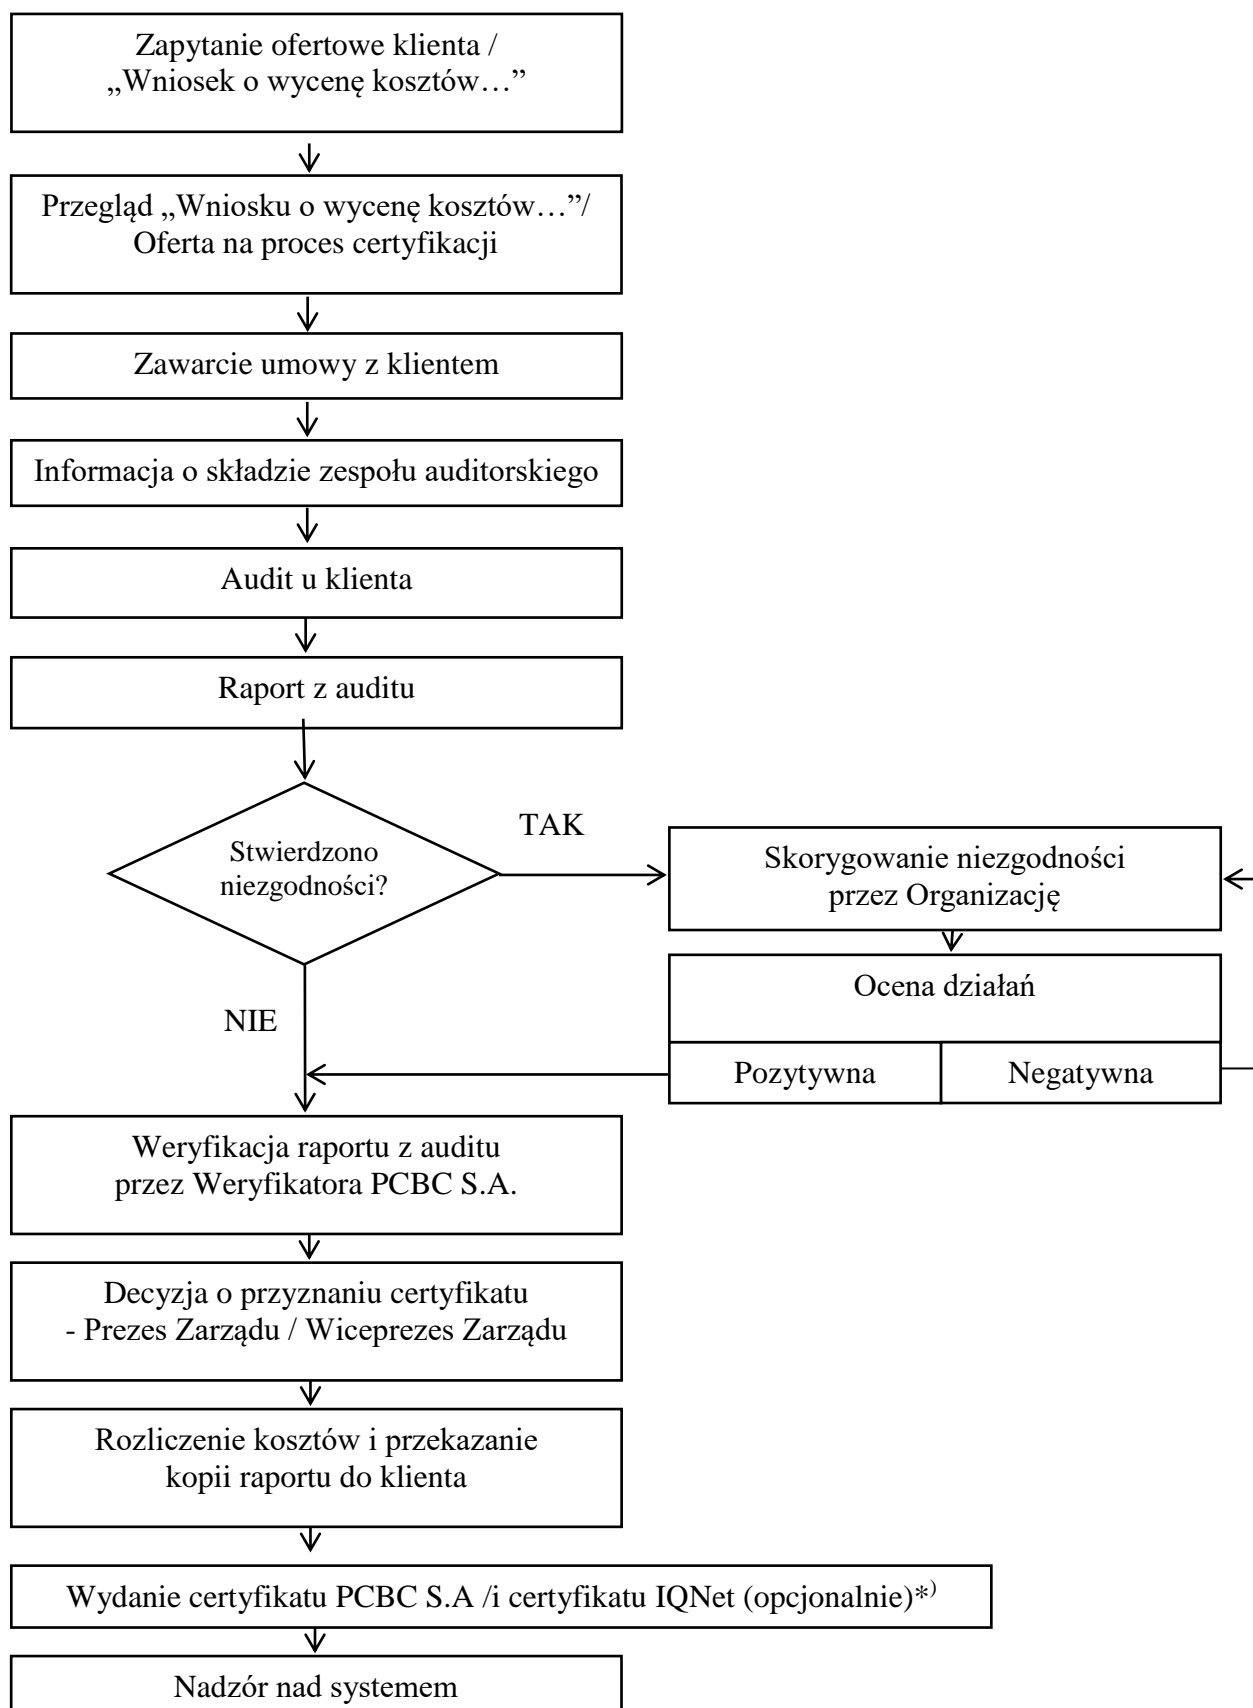 Zapytanie ofertowe klienta /
„Wniosek o wycenę kosztów…”
Przegląd „Wniosku o wycenę kosztów…”/
Oferta na proces certyfikacji
Zawarcie umowy z klientem
Informacja o składzie zespołu auditorskiego
Audit u klienta
Raport z auditu
Stwierdzono
niezgodności?
TAK
Skorygowanie niezgodności
przez Organizację
Ocena działań
NIE
Pozytywna
Negatywna
Weryfikacja raportu z auditu
przez Weryfikatora PCBC S.A.
Decyzja o przyznaniu certyfikatu
- Prezes Zarządu / Wiceprezes Zarządu
Rozliczenie kosztów i przekazanie
kopii raportu do klienta
Wydanie certyfikatu PCBC S.A /i certyfikatu IQNet (opcjonalnie)*)
Nadzór nad systemem